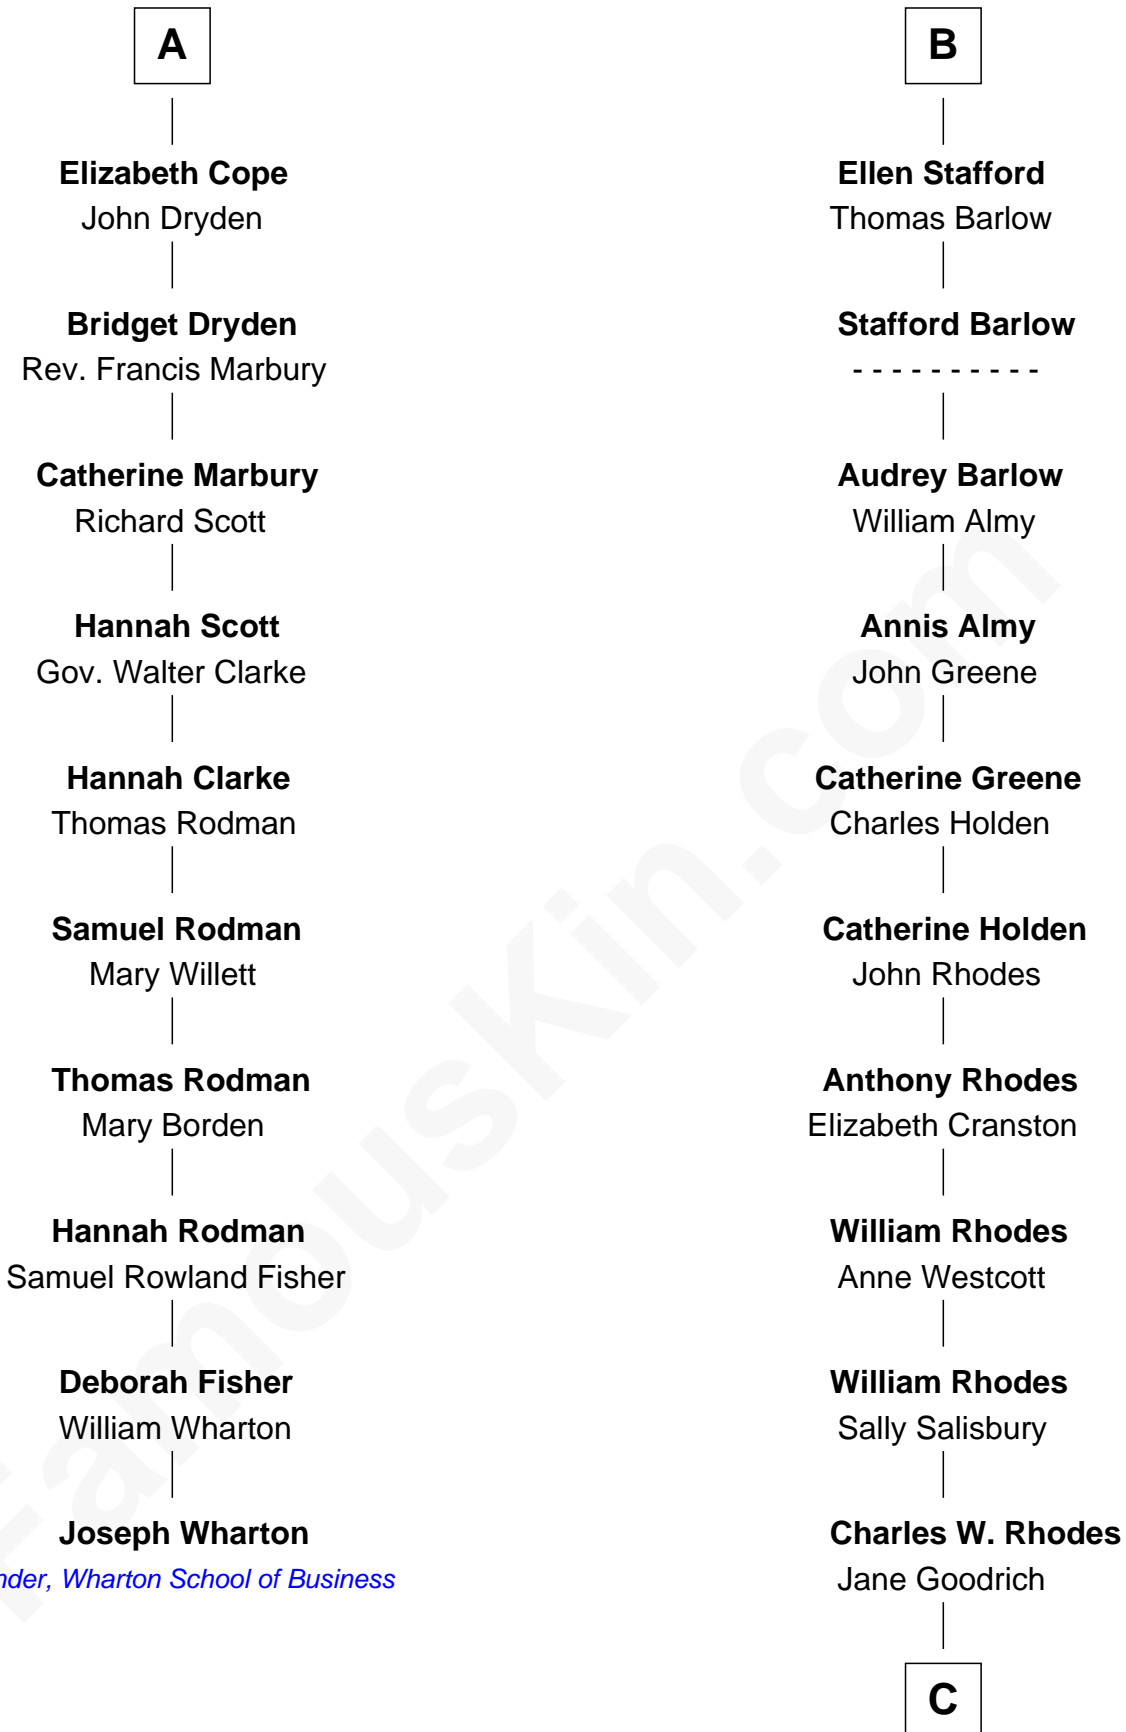 A
Elizabeth Cope
John Dryden
Bridget Dryden
Rev. Francis Marbury
Catherine Marbury
Richard Scott
Hannah Scott
Gov. Walter Clarke
Hannah Clarke
Thomas Rodman
Samuel Rodman
Mary Willett
Thomas Rodman
Mary Borden
Hannah Rodman
Samuel Rowland Fisher
Deborah Fisher
William Wharton
Joseph Wharton
nder, Wharton School of Business
B
Ellen Stafford
Thomas Barlow
Stafford Barlow
- - - - - - - - - -
Audrey Barlow
William Almy
Annis Almy
John Greene
Catherine Greene
Charles Holden
Catherine Holden
John Rhodes
Anthony Rhodes
Elizabeth Cranston
William Rhodes
Anne Westcott
William Rhodes
Sally Salisbury
Charles W. Rhodes
Jane Goodrich
C
FamousKin.com